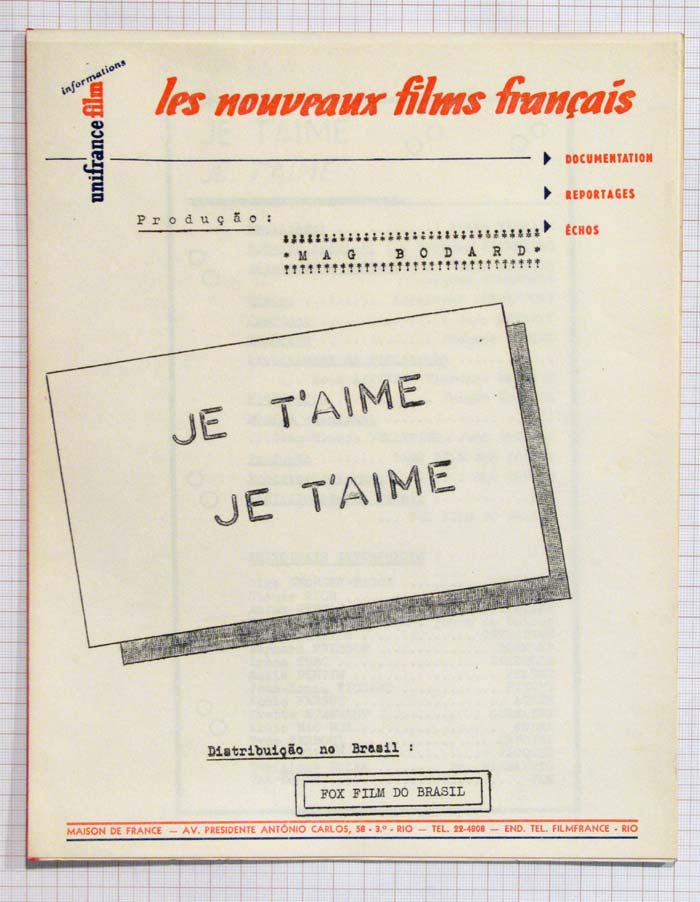 informations
unifrance film
les nouveaux films français
DOCUMENTATION
REPORTAGES
ÉCHOS
Produção:
*MAG BODARD*
JE T'AIME
JE T'AIME
Distribuição no Brasil :
FOX FILM DO BRASIL
MAISON DE FRANCE — AV. PRESIDENTE ANTÔNIO CARLOS, 58 - 3.º - RIO — TEL. 22-4808 — END. TEL. FILMFRANCE - RIO